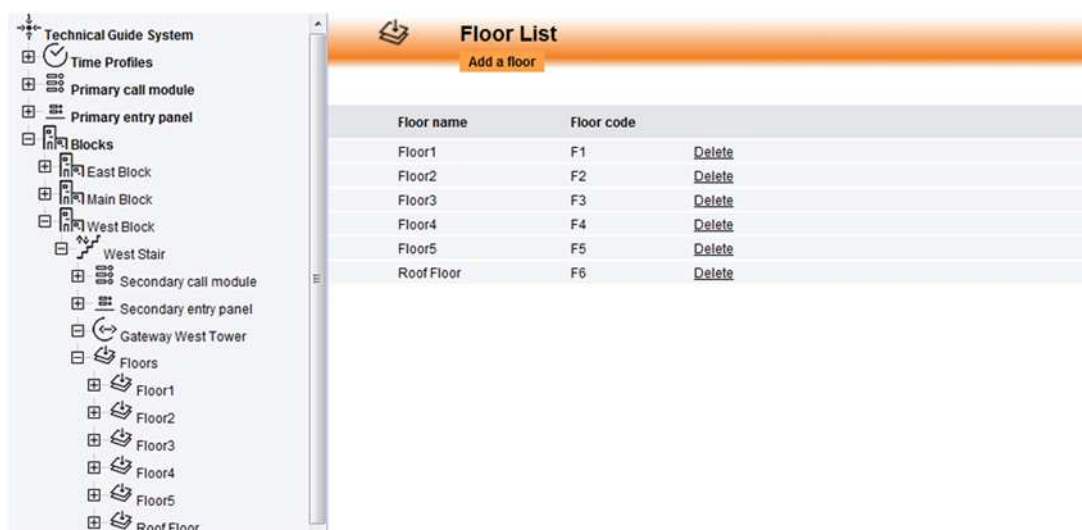 Technical Guide System
Time Profiles
Primary call module
Primary entry panel
Blocks
East Block
Main Block
West Block
West Stair
Secondary call module
Secondary entry panel
Gateway West Tower
Floors
Floor1
Floor2
Floor3
Floor4
Floor5
Roof Floor
Floor List
Add a floor
Floor name Floor code
Floor1 F1 Delete
Floor2 F2 Delete
Floor3 F3 Delete
Floor4 F4 Delete
Floor5 F5 Delete
Roof Floor F6 Delete